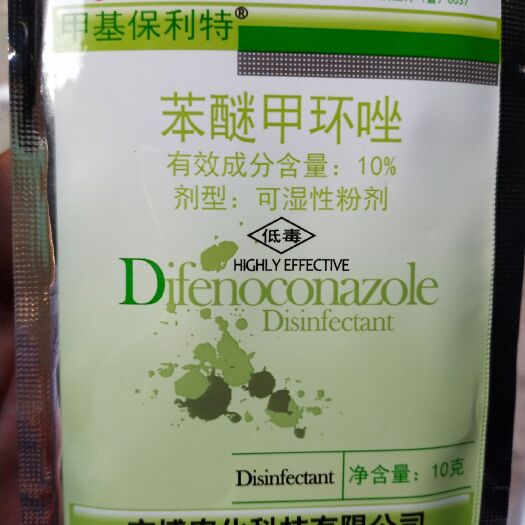 甲基保利特®
苯醚甲环唑
有效成分含量：10%
剂型：可湿性粉剂
低毒
HIGHLY EFFECTIVE
Difenoconazole
Disinfectant
Disinfectant 净含量：10克